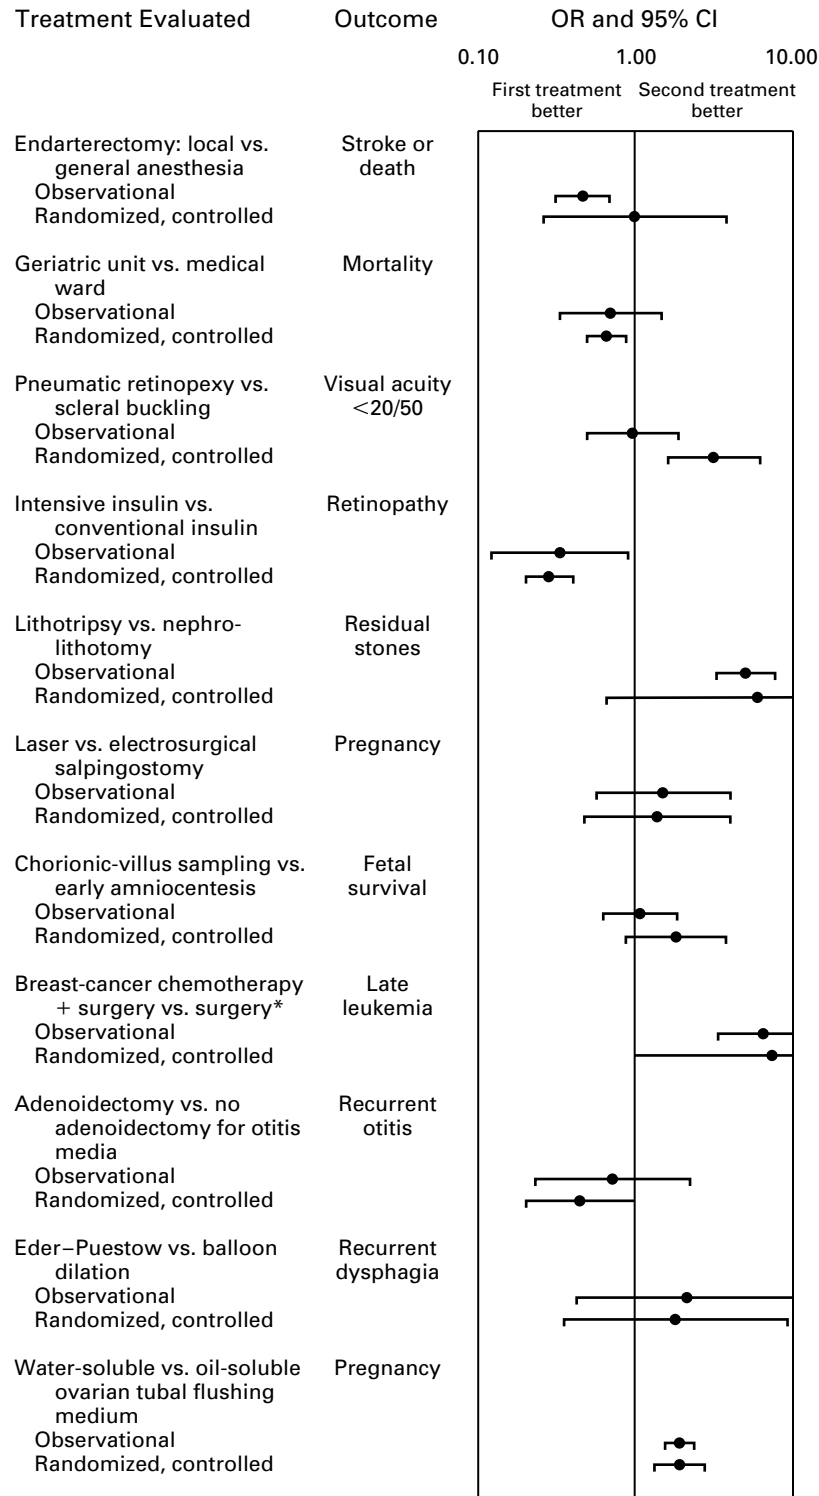 Treatment Evaluated Outcome OR and 95% CI
0.10 1.00 10.00
First treatment better Second treatment better
Endarterectomy: local vs. Stroke or
general anesthesia death
Observational
Randomized, controlled
Geriatric unit vs. medical Mortality
ward
Observational
Randomized, controlled
Pneumatic retinopexy vs. Visual acuity
scleral buckling <20/50
Observational
Randomized, controlled
Intensive insulin vs. Retinopathy
conventional insulin
Observational
Randomized, controlled
Lithotripsy vs. nephro- Residual
lithotomy stones
Observational
Randomized, controlled
Laser vs. electrosurgical Pregnancy
salpingostomy
Observational
Randomized, controlled
Chorionic-villus sampling vs. Fetal
early amniocentesis survival
Observational
Randomized, controlled
Breast-cancer chemotherapy Late
+ surgery vs. surgery* leukemia
Observational
Randomized, controlled
Adenoidectomy vs. no Recurrent
adenoidectomy for otitis otitis
media
Observational
Randomized, controlled
Eder–Puestow vs. balloon Recurrent
dilation dysphagia
Observational
Randomized, controlled
Water-soluble vs. oil-soluble Pregnancy
ovarian tubal flushing
medium
Observational
Randomized, controlled